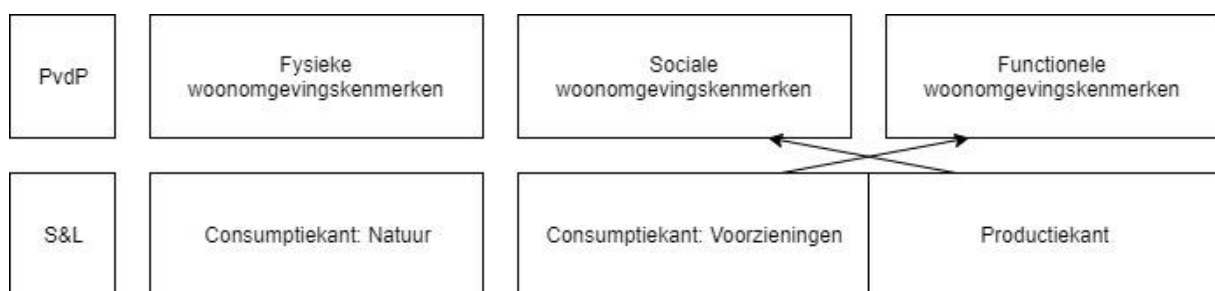 PvdP
Fysieke
woonomgevingskenmerken
Sociale
woonomgevingskenmerken
Functionele
woonomgevingskenmerken
S&L
Consumptiekant: Natuur
Consumptiekant: Voorzieningen
Productiekant